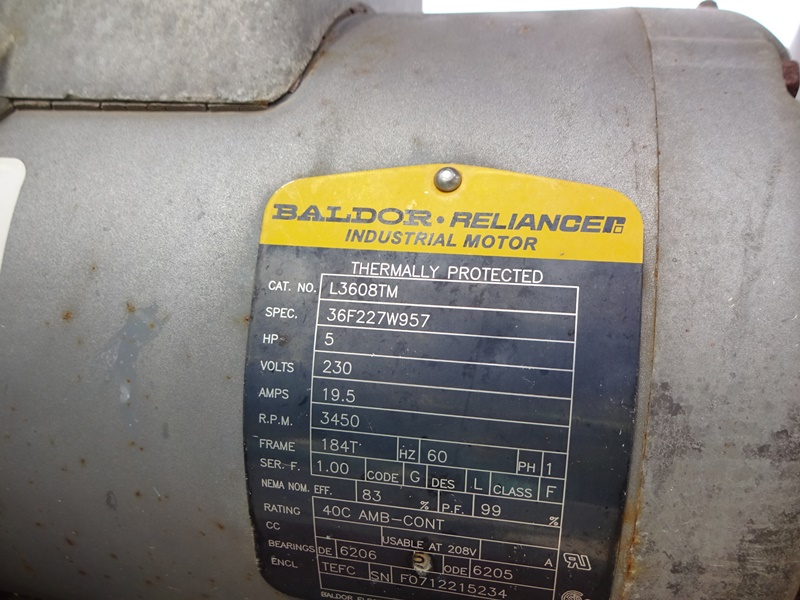 BALDOR · RELIANCE
INDUSTRIAL MOTOR
THERMALLY PROTECTED
CAT. NO. L3608TM
SPEC. 36F227W957
HP 5
VOLTS 230
AMPS 19.5
R.P.M. 3450
FRAME 184T HZ 60 PH 1
SER. F. 1.00 CODE G DES L CLASS F
NEMA NOM. EFF. 83 % P.F. 99 %
RATING 40C AMB-CONT
CC USABLE AT 208V A
BEARINGS DE 6206 ODE 6205
ENCL TEFC SN F0712215234
BALDOR